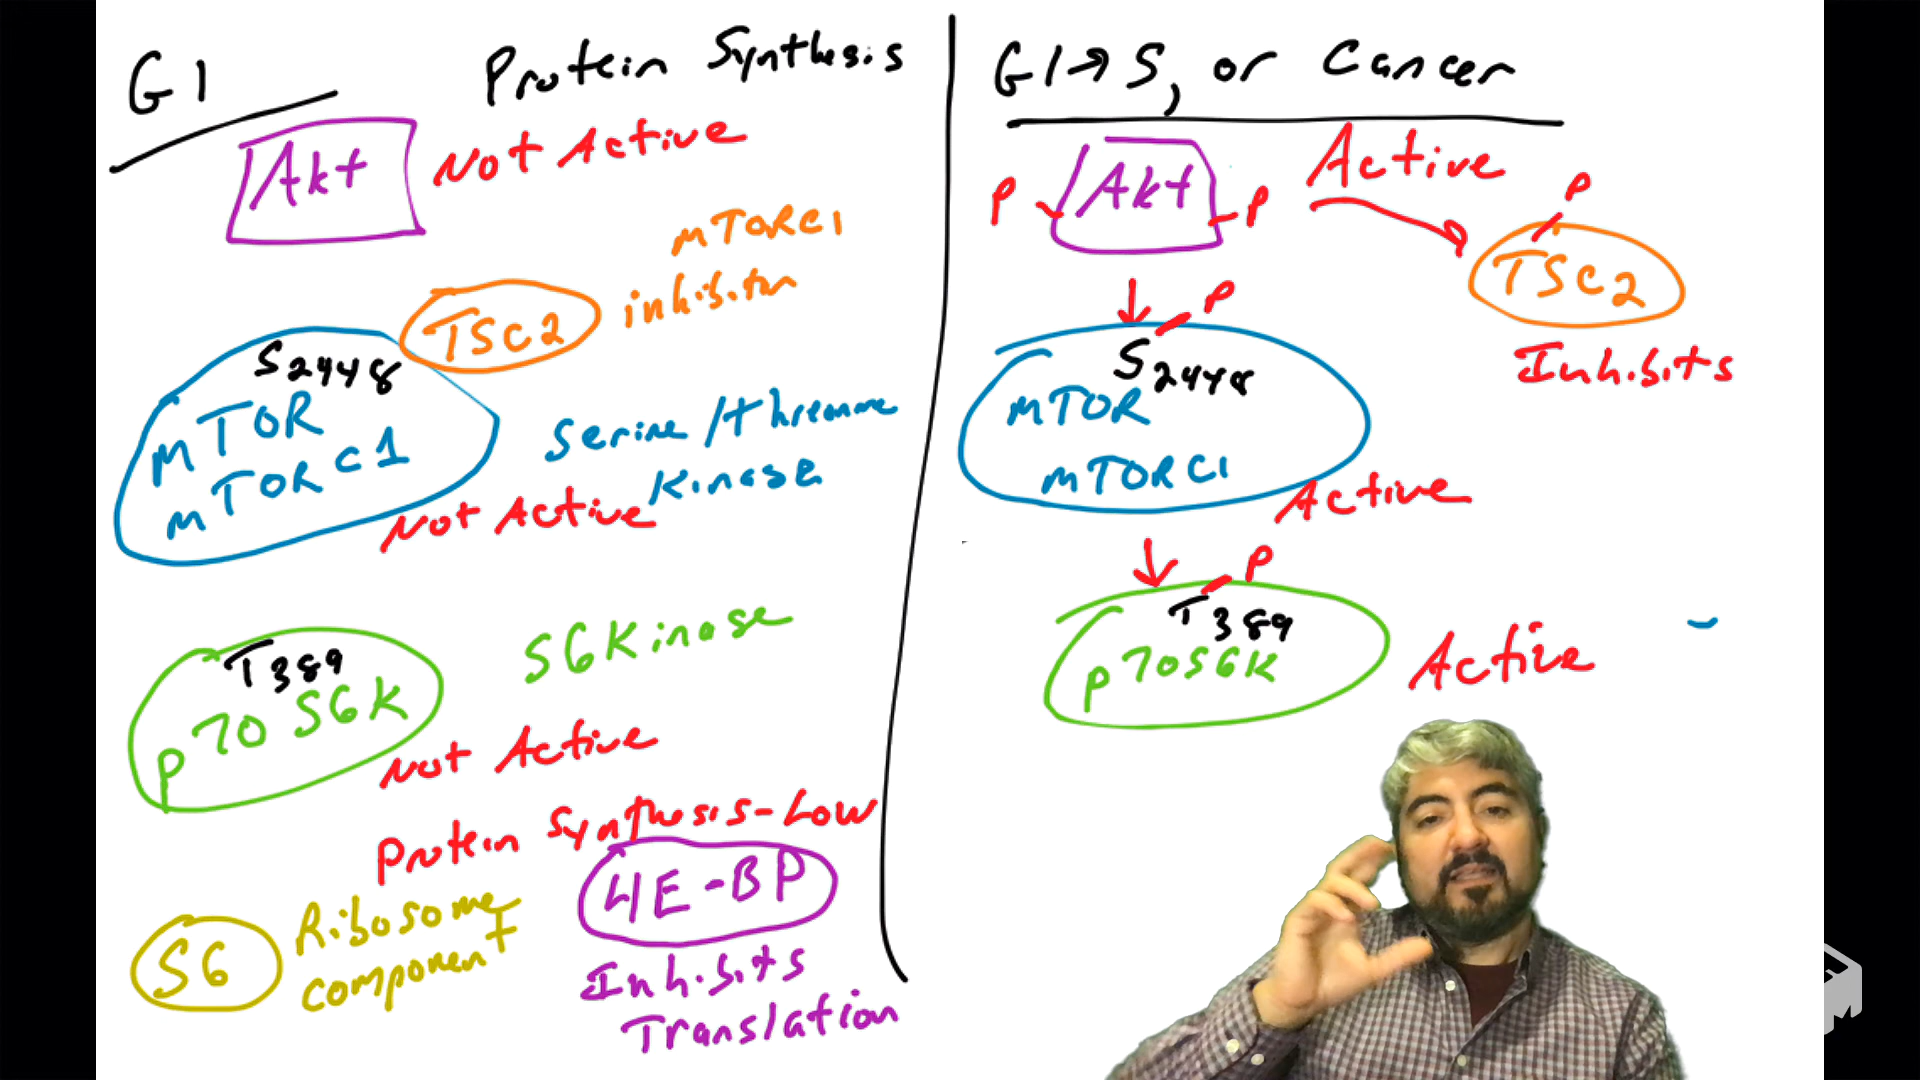 G1
Protein Synthesis
Akt
Not Active
mTORC1
inhibitor
TSC2
S2448
mTOR
mTORC1
Serine/threonine
Kinase
Not Active
T389
p70S6K
S6Kinase
Not Active
Protein Synthesis-Low
S6
Ribosome
component
4E-BP
Inhibits
Translation
G1→S, or Cancer
P
Akt
P
Active
P
TSC2
Inhibits
P
S2448
mTOR
mTORC1
Active
P
T389
p70S6K
Active